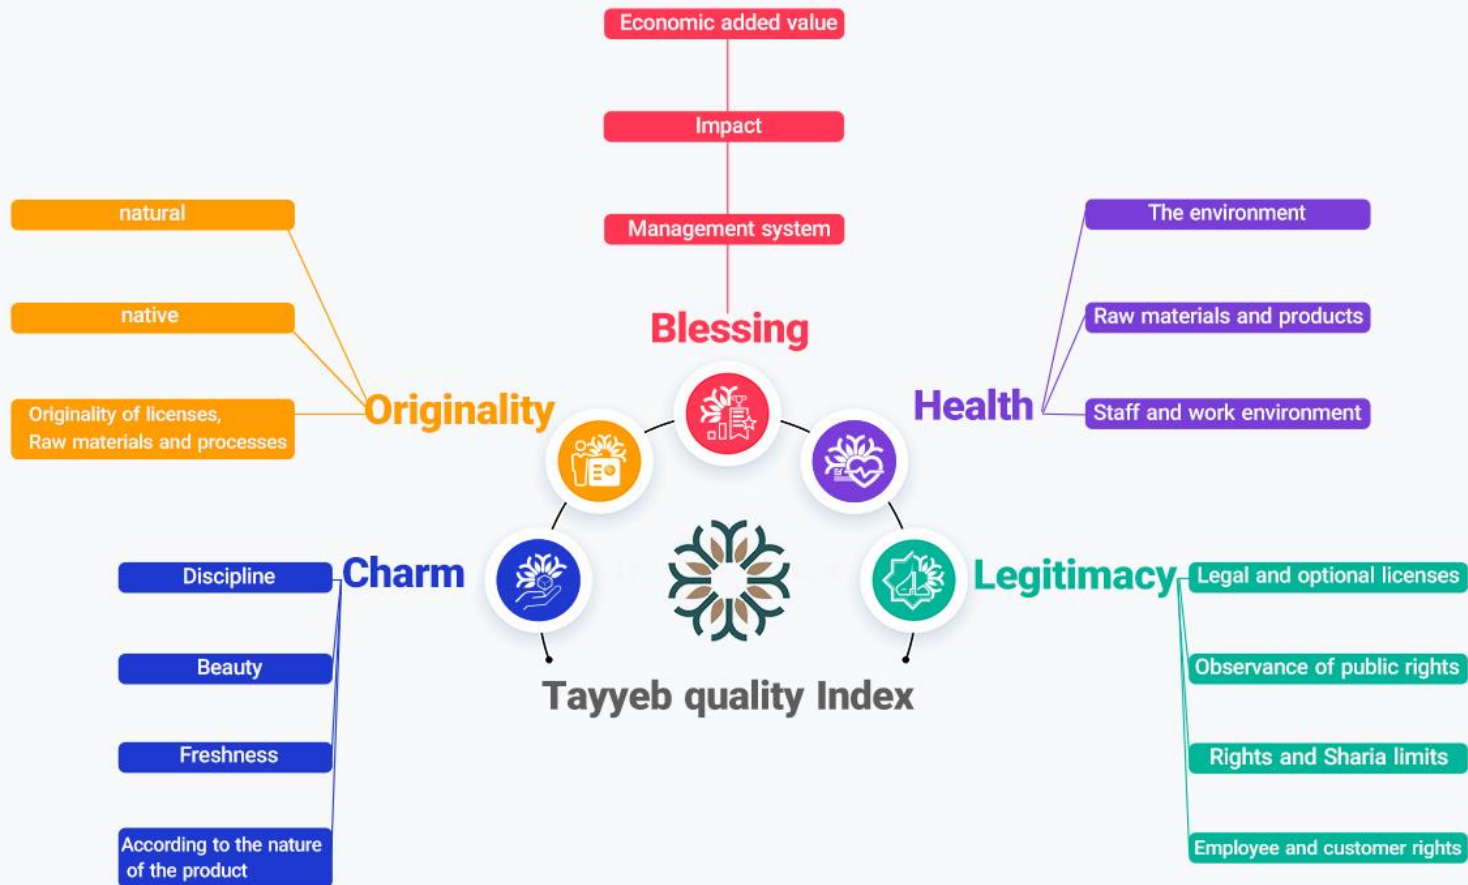 Economic added value
Impact
Management system
Blessing
natural
native
Originality of licenses,
Raw materials and processes
Originality
The environment
Raw materials and products
Staff and work environment
Health
Discipline
Beauty
Freshness
According to the nature
of the product
Charm
Legitimacy
Legal and optional licenses
Observance of public rights
Rights and Sharia limits
Employee and customer rights
Tayyeb quality Index